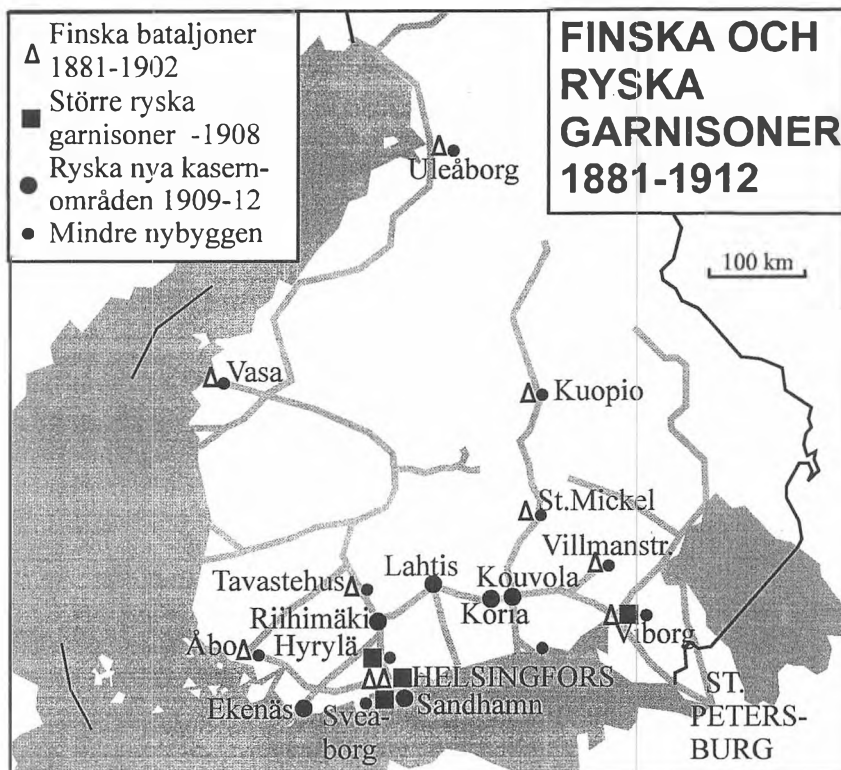 Finska bataljoner
1881-1902
Större ryska
garnisoner -1908
Ryska nya kasern-
områden 1909-12
Mindre nybyggen
FINSKA OCH
RYSKA
GARNISONER
1881-1912
100 km
Uleåborg
Vasa
Kuopio
St.Mickel
Villmanstr.
Lahtis
Kouvola
Tavastehus
Koria
Riihimäki
Viborg
Hyrylä
Åbo
HELSINGFORS
Sandhamn
Ekenäs
Svea-
borg
ST.
PETERS-
BURG